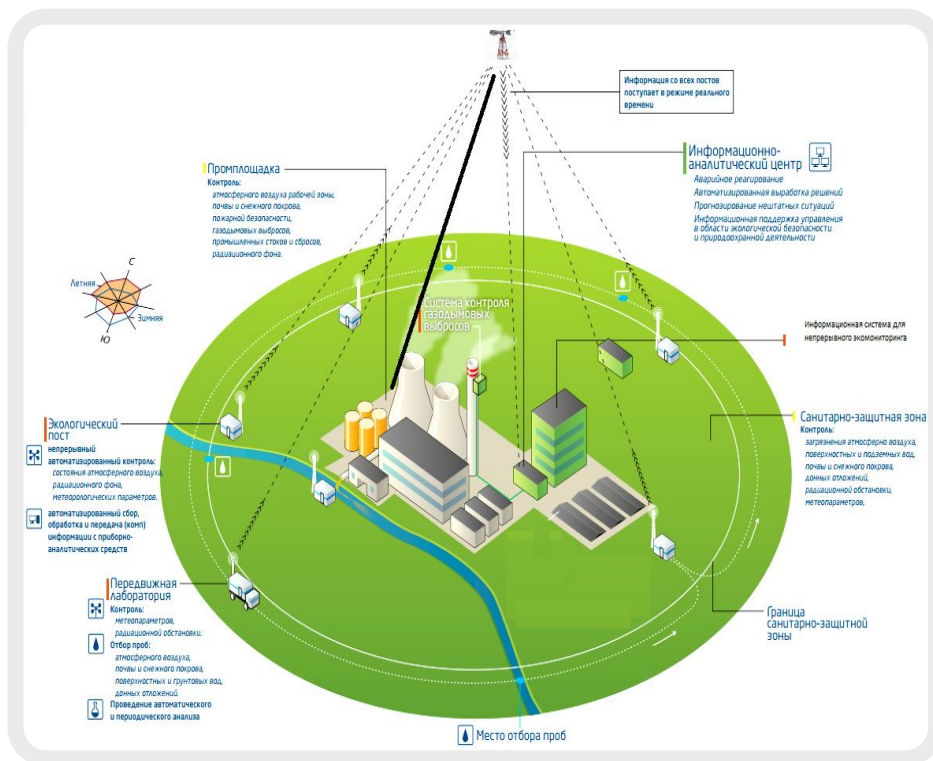 Информация со всех постов
поступает в режиме реального
времени
Промплощадка
Контроль:
атмосферного воздуха рабочей зоны,
почвы и снежного покрова,
пожарной безопасности,
газодымовых выбросов,
промышленных стоков и сбросов,
радиационного фона.
Информационно-
аналитический центр
Аварийное реагирование
Автоматизированная выработка решений
Прогнозирование нештатных ситуаций
Информационная поддержка управления
в области экологической безопасности
и природоохранной деятельности
С
Летняя
Зимняя
Ю
Система контроля
газодымовых
выбросов
Информационная система для
непрерывного экомониторинга
Экологический
пост
непрерывный
автоматизированный контроль:
состояния атмосферного воздуха,
радиационного фона,
метеорологических параметров.
автоматизированный сбор,
обработка и передача (комп)
информации с приборно-
аналитических средств
Санитарно-защитная зона
Контроль:
загрязнения атмосферно воздуха,
поверхностных и подземных вод,
почвы и снежного покрова,
донных отложений,
радиационной обстановки,
метеопараметров,
Передвижная
лаборатория
Контроль:
метеопараметров,
радиационной обстановки.
Отбор проб:
атмосферного воздуха,
почвы и снежного покрова,
поверхностных и грунтовых вод,
донных отложений.
Проведение автоматического
и периодического анализа
Граница
санитарно-защитной
зоны
Место отбора проб